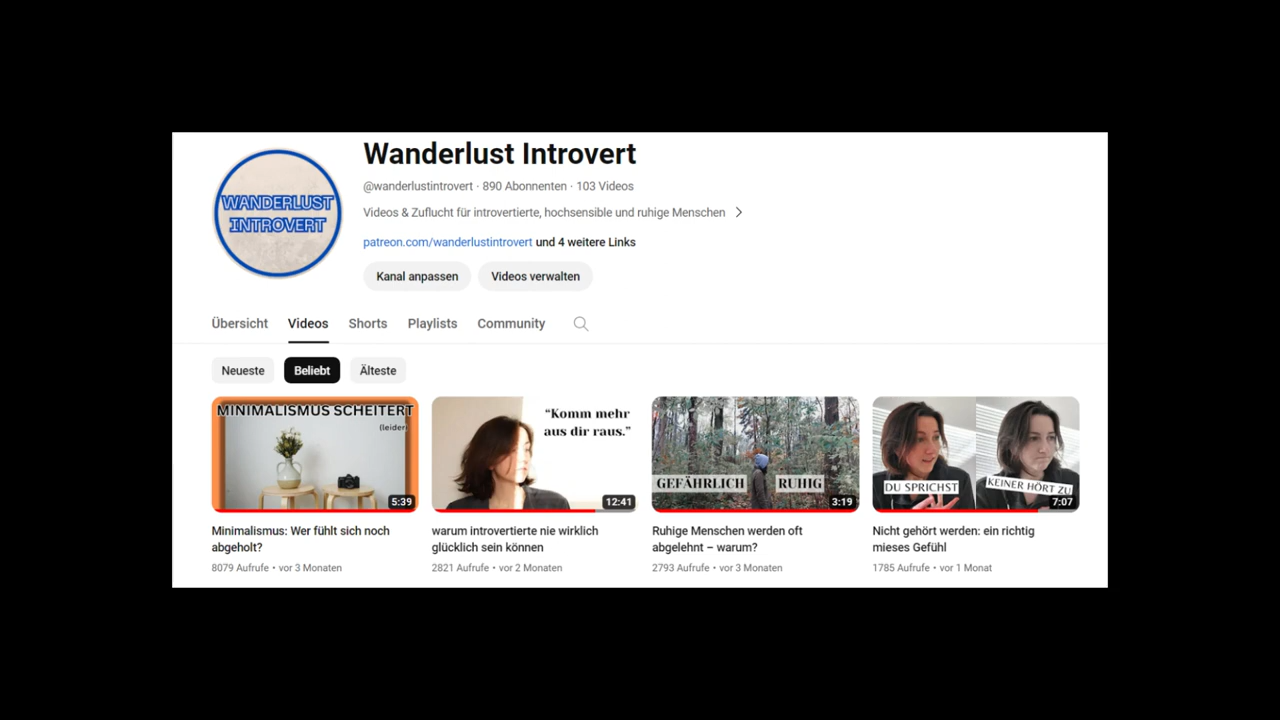 Wanderlust Introvert
WANDERLUST
INTROVERT
@wanderlustintrovert · 890 Abonnenten · 103 Videos
Videos & Zuflucht für introvertierte, hochsensible und ruhige Menschen
patreon.com/wanderlustintrovert und 4 weitere Links
Kanal anpassen
Videos verwalten
Übersicht Videos Shorts Playlists Community
Neueste Beliebt Älteste
MINIMALISMUS SCHEITERT
(leider)
5:39
Minimalismus: Wer fühlt sich noch
abgeholt?
8079 Aufrufe • vor 3 Monaten
“Komm mehr
aus dir raus.”
12:41
warum introvertierte nie wirklich
glücklich sein können
2821 Aufrufe • vor 2 Monaten
GEFÄHRLICH RUHIG
3:19
Ruhige Menschen werden oft
abgelehnt – warum?
2793 Aufrufe • vor 3 Monaten
DU SPRICHST
KEINER HÖRT ZU
7:07
Nicht gehört werden: ein richtig
mieses Gefühl
1785 Aufrufe • vor 1 Monat